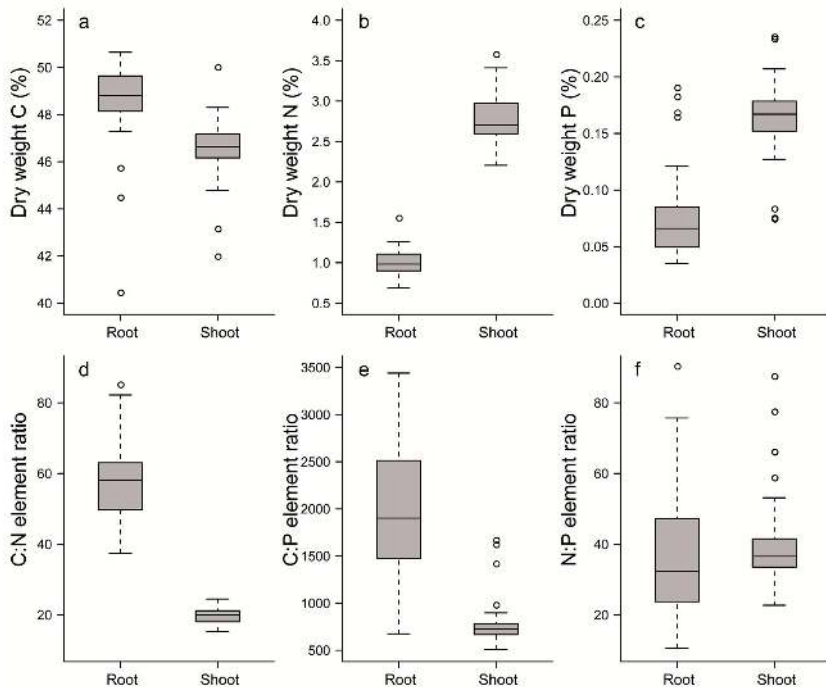 a
Dry weight C (%)
52
50
48
46
44
42
40
Root Shoot
b
Dry weight N (%)
4.0
3.5
3.0
2.5
2.0
1.5
1.0
0.5
Root Shoot
c
Dry weight P (%)
0.25
0.20
0.15
0.10
0.05
0.00
Root Shoot
d
C:N element ratio
80
60
40
20
Root Shoot
e
C:P element ratio
3500
3000
2500
2000
1500
1000
500
Root Shoot
f
N:P element ratio
80
60
40
20
Root Shoot